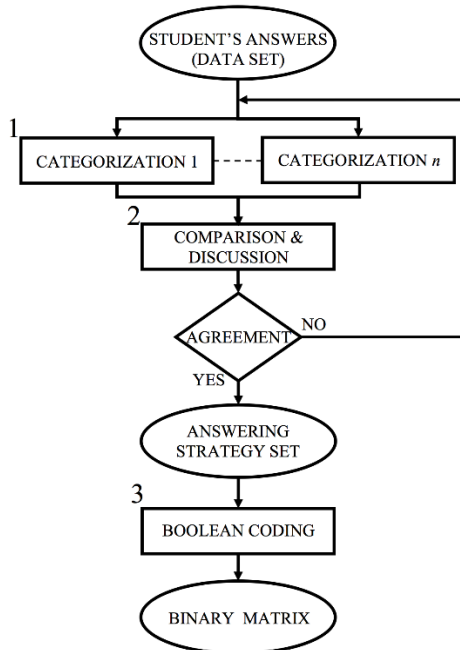 STUDENT'S ANSWERS
(DATA SET)
1
CATEGORIZATION 1
CATEGORIZATION n
2
COMPARISON &
DISCUSSION
AGREEMENT
NO
YES
ANSWERING
STRATEGY SET
3
BOOLEAN CODING
BINARY MATRIX